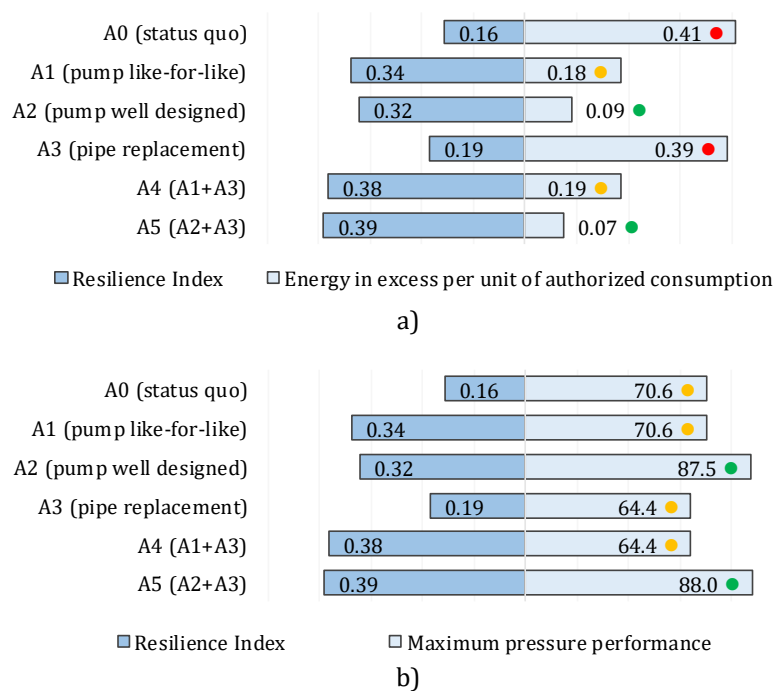 A0 (status quo) 0.16 0.41
A1 (pump like-for-like) 0.34 0.18
A2 (pump well designed) 0.32 0.09
A3 (pipe replacement) 0.19 0.39
A4 (A1+A3) 0.38 0.19
A5 (A2+A3) 0.39 0.07
Resilience Index Energy in excess per unit of authorized consumption
a)
A0 (status quo) 0.16 70.6
A1 (pump like-for-like) 0.34 70.6
A2 (pump well designed) 0.32 87.5
A3 (pipe replacement) 0.19 64.4
A4 (A1+A3) 0.38 64.4
A5 (A2+A3) 0.39 88.0
Resilience Index Maximum pressure performance
b)